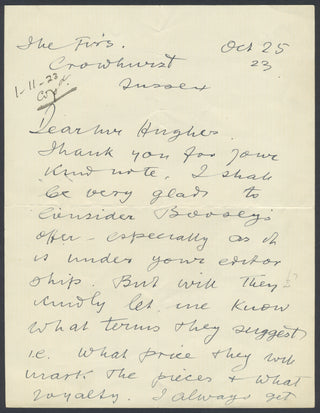 The Firs.
Oct 25
Crowhurst
23.
Sussex
1-11-23
Dear Mr Hughes
Thank you for your
kind note. I shall
be very glad to
consider Boosey's
offer - especially as it
is under your editor
ship. But will they
kindly let me know
what terms they suggest
i.e. what price they will
mark the pieces & what
royalty. I always get